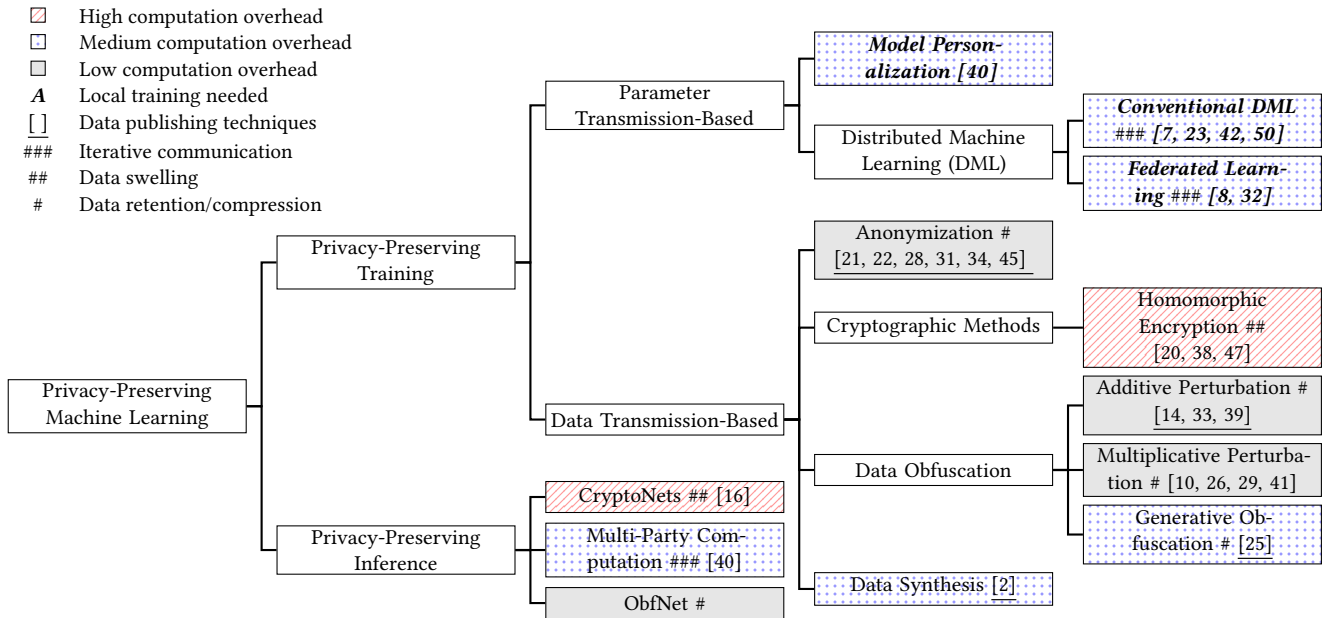 High computation overhead
Medium computation overhead
Low computation overhead
A Local training needed
[ ] Data publishing techniques
### Iterative communication
## Data swelling
# Data retention/compression
Privacy-Preserving
Machine Learning
Privacy-Preserving
Training
Privacy-Preserving
Inference
Parameter
Transmission-Based
Data Transmission-Based
CryptoNets ## [16]
Multi-Party Com-
putation ### [40]
ObfNet #
Model Person-
alization [40]
Distributed Machine
Learning (DML)
Anonymization #
[21, 22, 28, 31, 34, 45]
Cryptographic Methods
Data Obfuscation
Data Synthesis [2]
Conventional DML
### [7, 23, 42, 50]
Federated Learn-
ing ### [8, 32]
Homomorphic
Encryption ##
[20, 38, 47]
Additive Perturbation #
[14, 33, 39]
Multiplicative Perturba-
tion # [10, 26, 29, 41]
Generative Ob-
fuscation # [25]